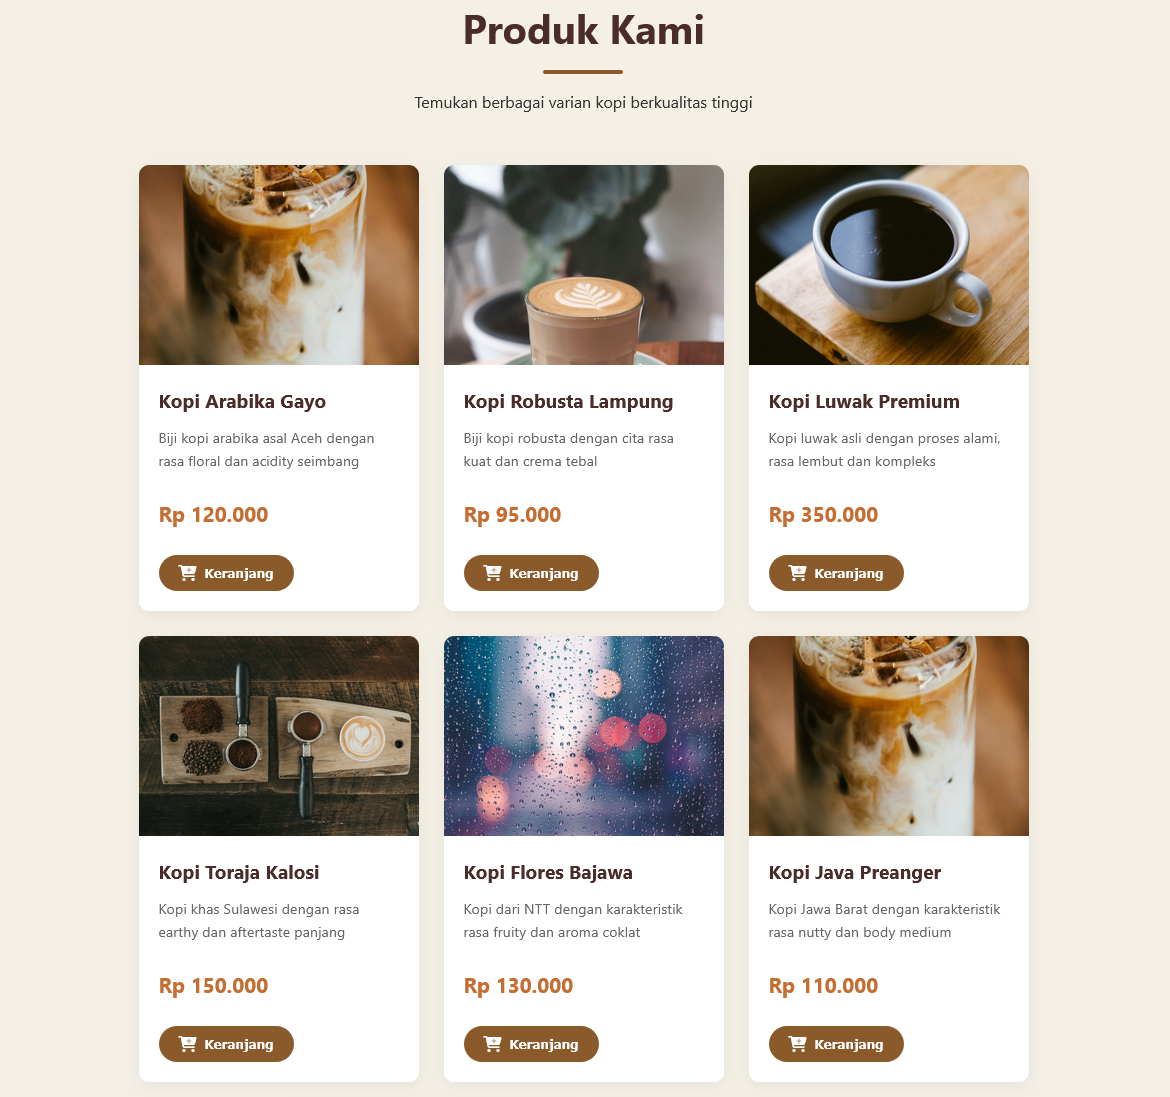 Produk Kami
Temukan berbagai varian kopi berkualitas tinggi
Kopi Arabika Gayo
Biji kopi arabika asal Aceh dengan
rasa floral dan acidity seimbang
Rp 120.000
Keranjang
Kopi Robusta Lampung
Biji kopi robusta dengan cita rasa
kuat dan crema tebal
Rp 95.000
Keranjang
Kopi Luwak Premium
Kopi luwak asli dengan proses alami,
rasa lembut dan kompleks
Rp 350.000
Keranjang
Kopi Toraja Kalosi
Kopi khas Sulawesi dengan rasa
earthy dan aftertaste panjang
Rp 150.000
Keranjang
Kopi Flores Bajawa
Kopi dari NTT dengan karakteristik
rasa fruity dan aroma coklat
Rp 130.000
Keranjang
Kopi Java Preanger
Kopi Jawa Barat dengan karakteristik
rasa nutty dan body medium
Rp 110.000
Keranjang